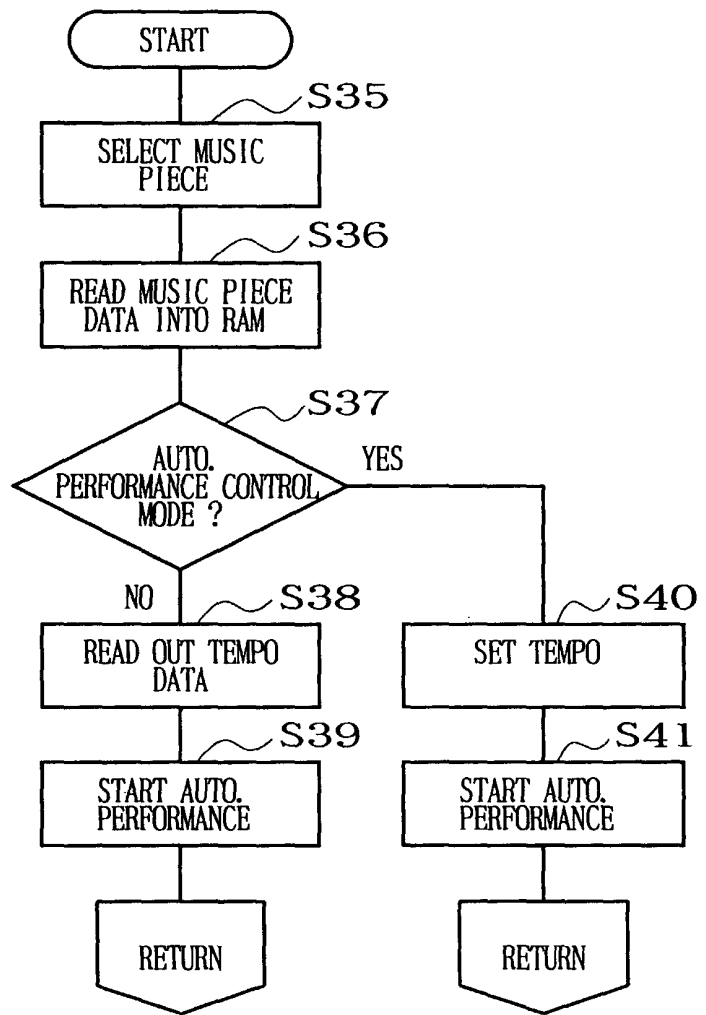 START
S35
SELECT MUSIC
PIECE
S36
READ MUSIC PIECE
DATA INTO RAM
S37
AUTO.
PERFORMANCE CONTROL
MODE ?
YES
NO
S38
READ OUT TEMPO
DATA
S39
START AUTO.
PERFORMANCE
RETURN
S40
SET TEMPO
S41
START AUTO.
PERFORMANCE
RETURN